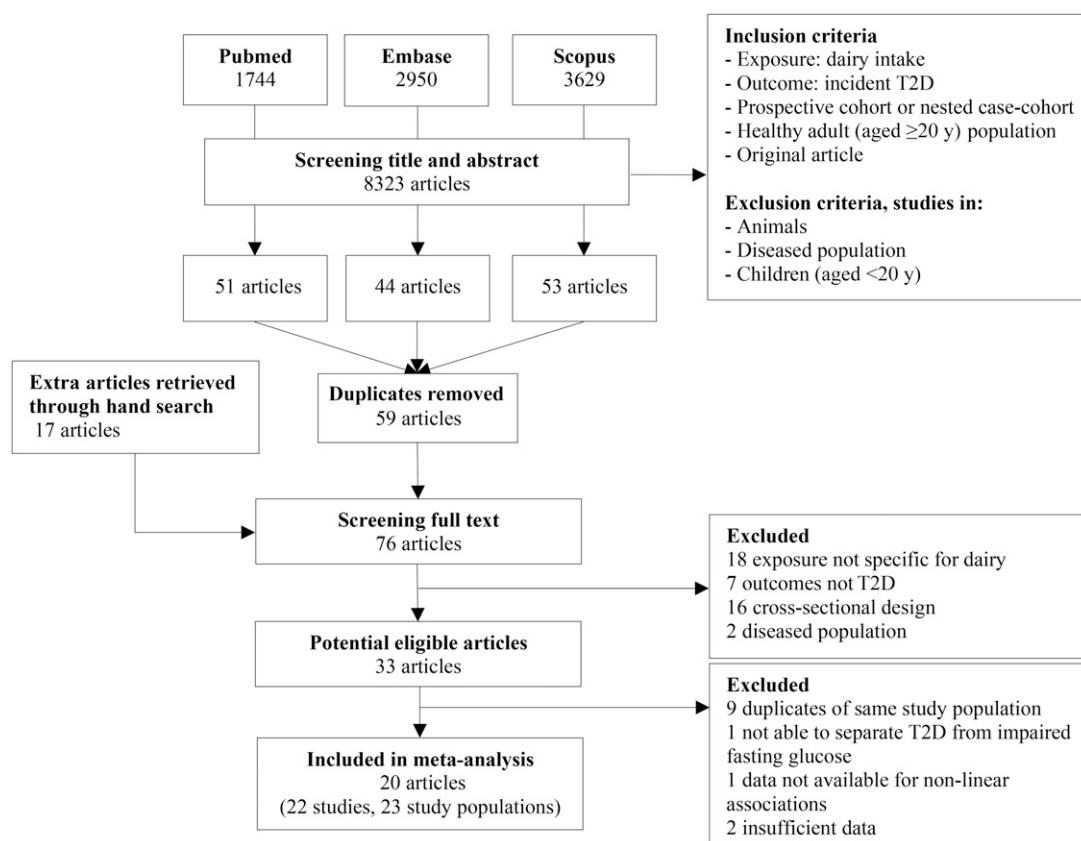 Pubmed
1744
Embase
2950
Scopus
3629
Inclusion criteria
- Exposure: dairy intake
- Outcome: incident T2D
- Prospective cohort or nested case-cohort
- Healthy adult (aged ≥20 y) population
- Original article
Exclusion criteria, studies in:
- Animals
- Diseased population
- Children (aged <20 y)
Screening title and abstract
8323 articles
51 articles
44 articles
53 articles
Extra articles retrieved
through hand search
17 articles
Duplicates removed
59 articles
Screening full text
76 articles
Excluded
18 exposure not specific for dairy
7 outcomes not T2D
16 cross-sectional design
2 diseased population
Potential eligible articles
33 articles
Excluded
9 duplicates of same study population
1 not able to separate T2D from impaired
fasting glucose
1 data not available for non-linear
associations
2 insufficient data
Included in meta-analysis
20 articles
(22 studies, 23 study populations)